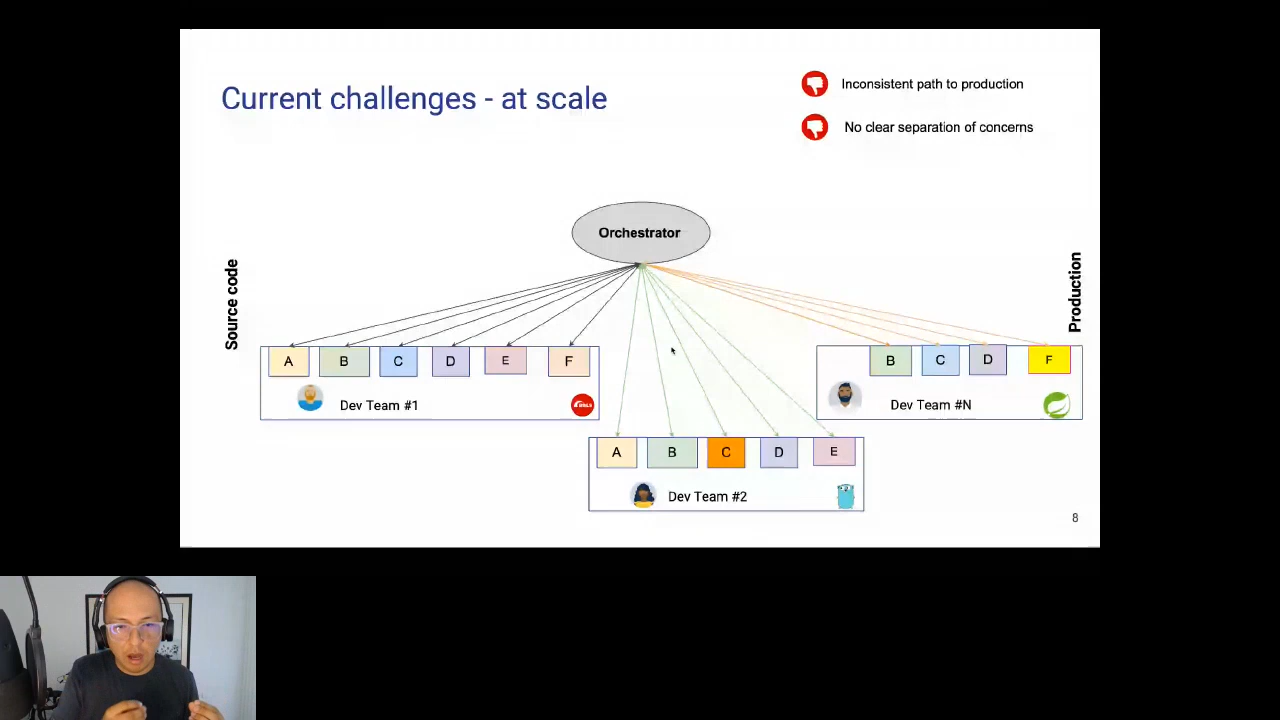 Current challenges - at scale
Inconsistent path to production
No clear separation of concerns
Orchestrator
Source code
Production
A B C D E F
Dev Team #1
B C D F
Dev Team #N
A B C D E
Dev Team #2
8